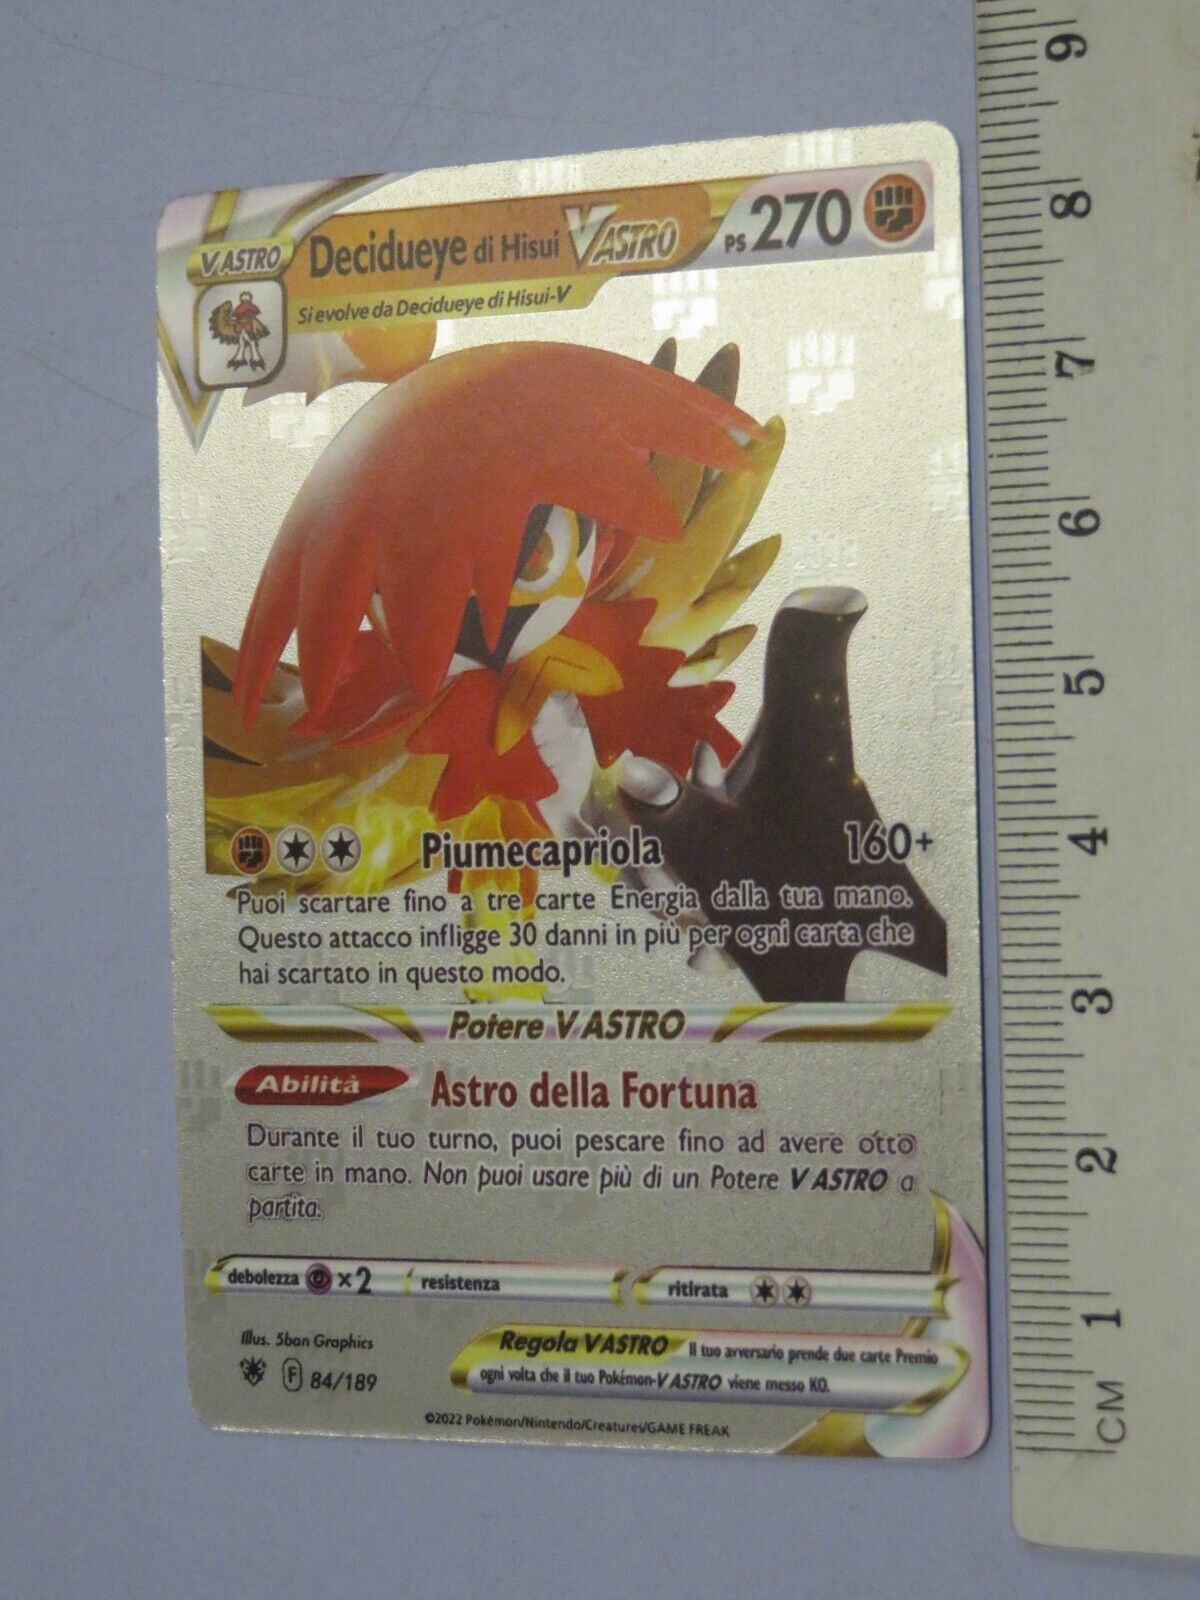 V ASTRO
Decidueye di Hisui VASTRO
PS 270
Si evolve da Decidueye di Hisui-V
Piumecapriola 160+
Puoi scartare fino a tre carte Energia dalla tua mano.
Questo attacco infligge 30 danni in più per ogni carta che
hai scartato in questo modo.
Potere V ASTRO
Abilità Astro della Fortuna
Durante il tuo turno, puoi pescare fino ad avere otto
carte in mano. Non puoi usare più di un Potere V ASTRO a
partita.
debolezza ×2 resistenza ritirata
Illus. 5ban Graphics
F 84/189
Regola V ASTRO Il tuo avversario prende due carte Premio
ogni volta che il tuo Pokémon-V ASTRO viene messo KO.
©2022 Pokémon/Nintendo/Creatures/GAME FREAK
9
8
7
6
5
4
3
2
1
CM